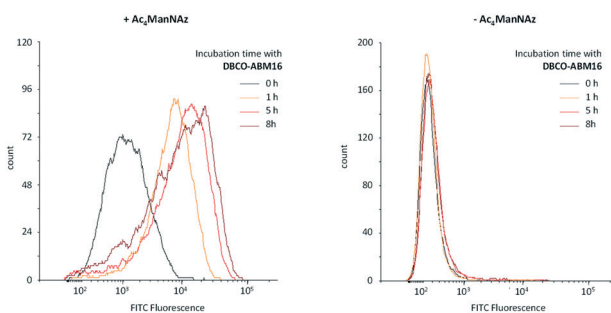 + Ac₄ManNAz
120
96
72
48
24
0
count
10² 10³ 10⁴ 10⁵
FITC Fluorescence
Incubation time with
DBCO-ABM16
0 h
1 h
5 h
8h
- Ac₄ManNAz
200
160
120
80
40
0
count
10² 10³ 10⁴ 10⁵
FITC Fluorescence
Incubation time with
DBCO-ABM16
0 h
1 h
5 h
8h